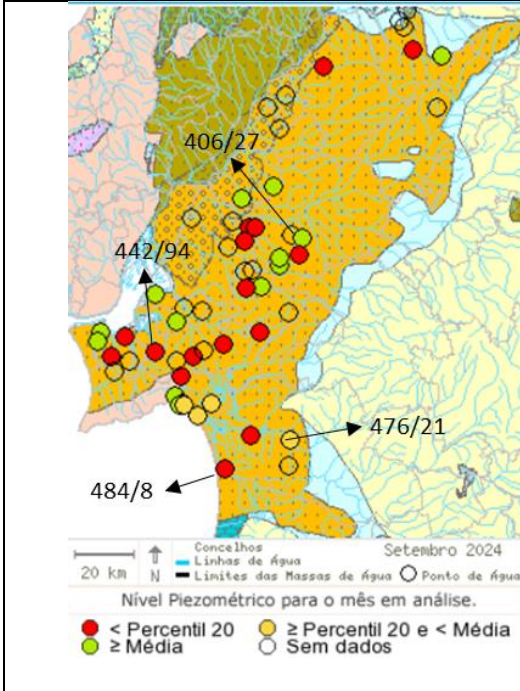 406/27
442/94
476/21
484/8
Concelhos
Setembro 2024
Linhas de Água
20 km N Limites das Massas de Água Ponto de Água
Nível Piezométrico para o mês em análise.
< Percentil 20 ≥ Percentil 20 e < Média
≥ Média Sem dados